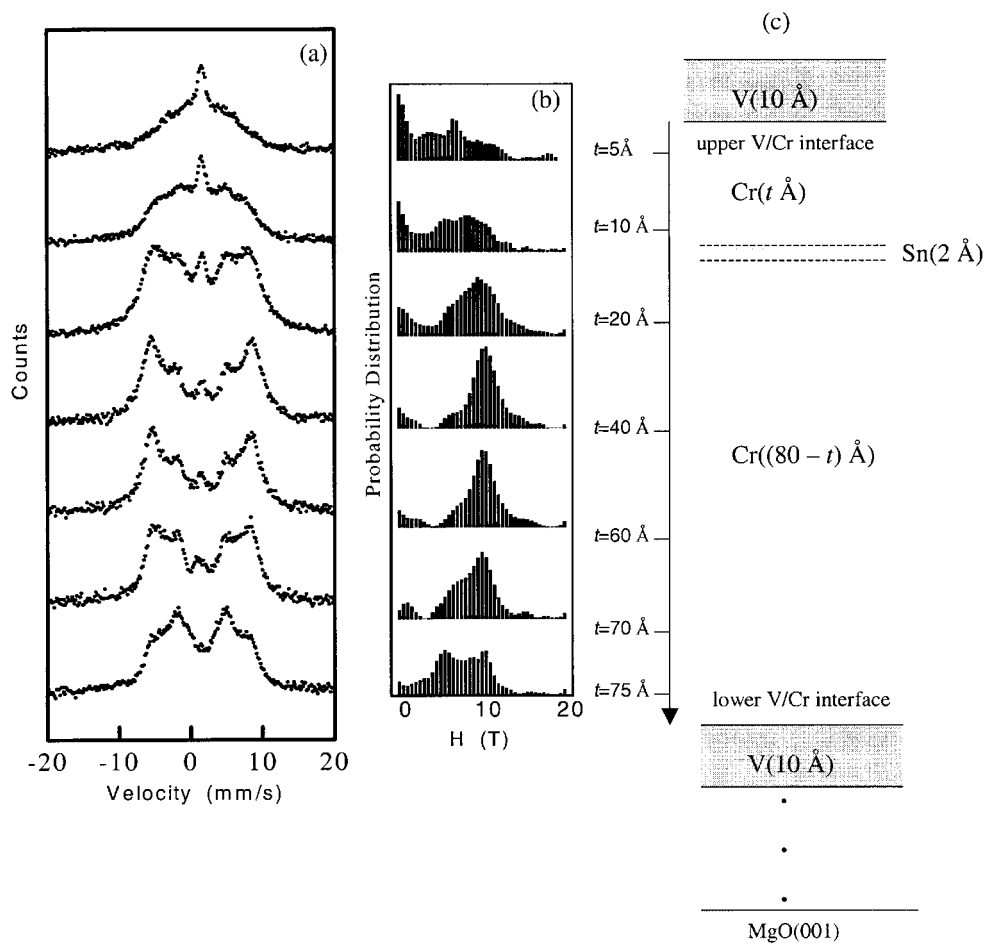 (a)
Counts
-20 -10 0 10 20
Velocity (mm/s)
(b)
Probability Distribution
0 10 20
H (T)
t=5Å
t=10 Å
t=20 Å
t=40 Å
t=60 Å
t=70 Å
t=75 Å
(c)
V(10 Å)
upper V/Cr interface
Cr(t Å)
Sn(2 Å)
Cr((80 – t) Å)
lower V/Cr interface
V(10 Å)
MgO(001)